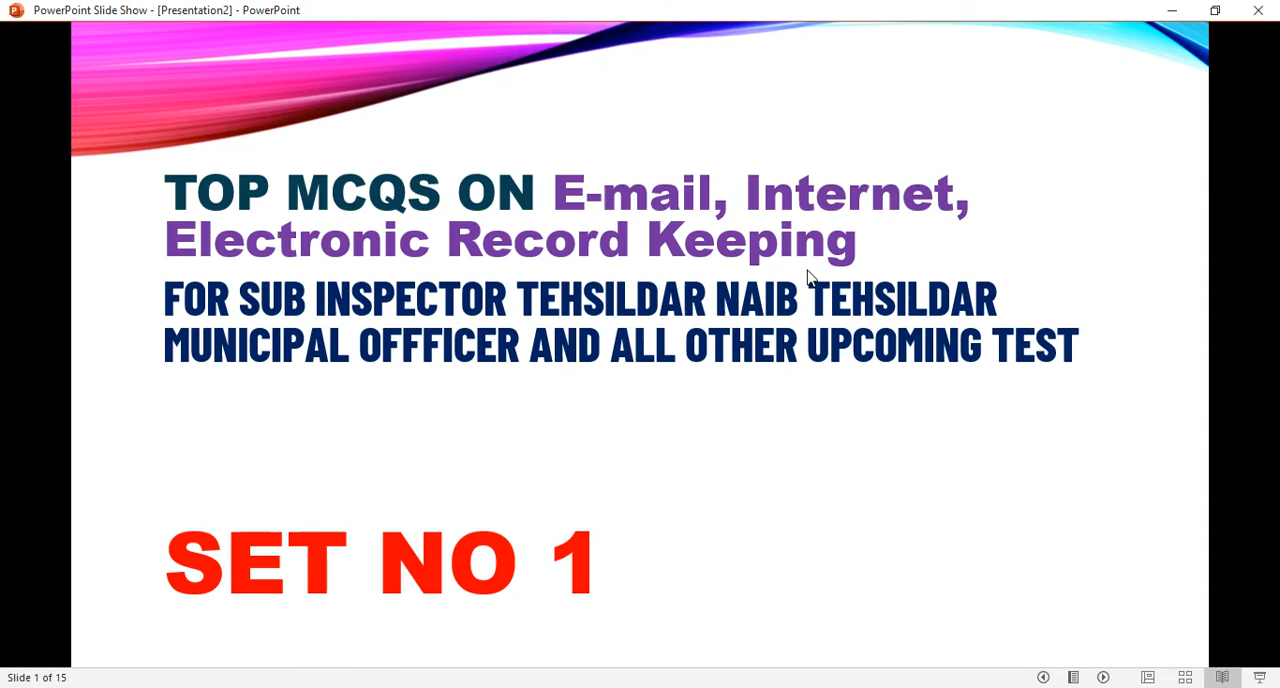 PowerPoint Slide Show - [Presentation2] - PowerPoint
TOP MCQS ON E-mail, Internet,
Electronic Record Keeping
FOR SUB INSPECTOR TEHSILDAR NAIB TEHSILDAR
MUNICIPAL OFFFICER AND ALL OTHER UPCOMING TEST
SET NO 1
Slide 1 of 15